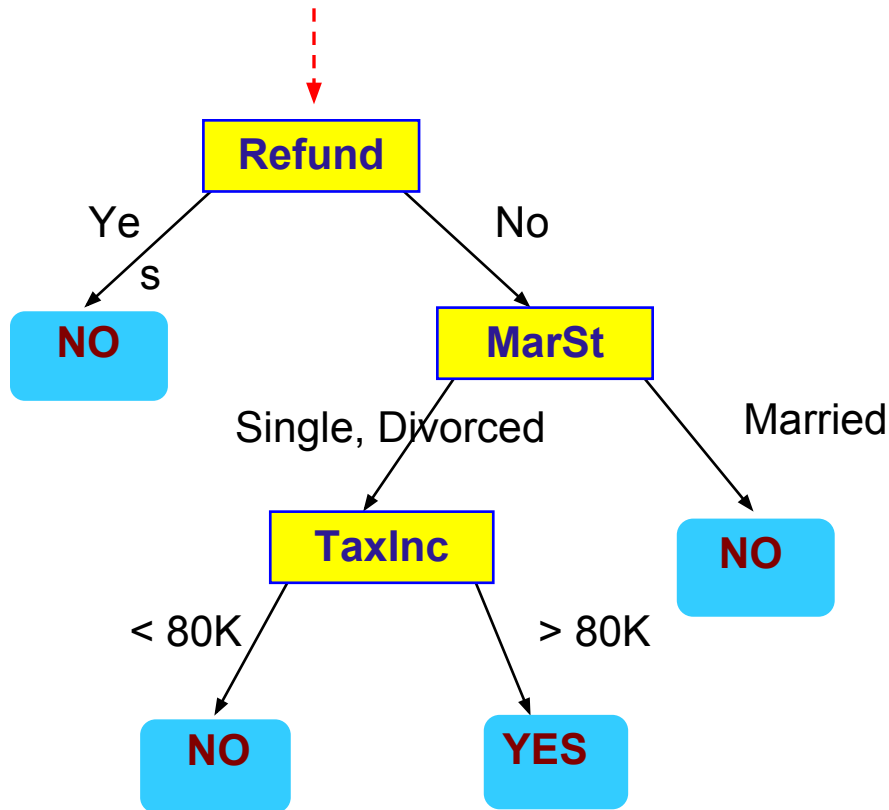 Refund
Ye
s
No
NO
MarSt
Single, Divorced
Married
TaxInc
NO
< 80K
> 80K
NO
YES